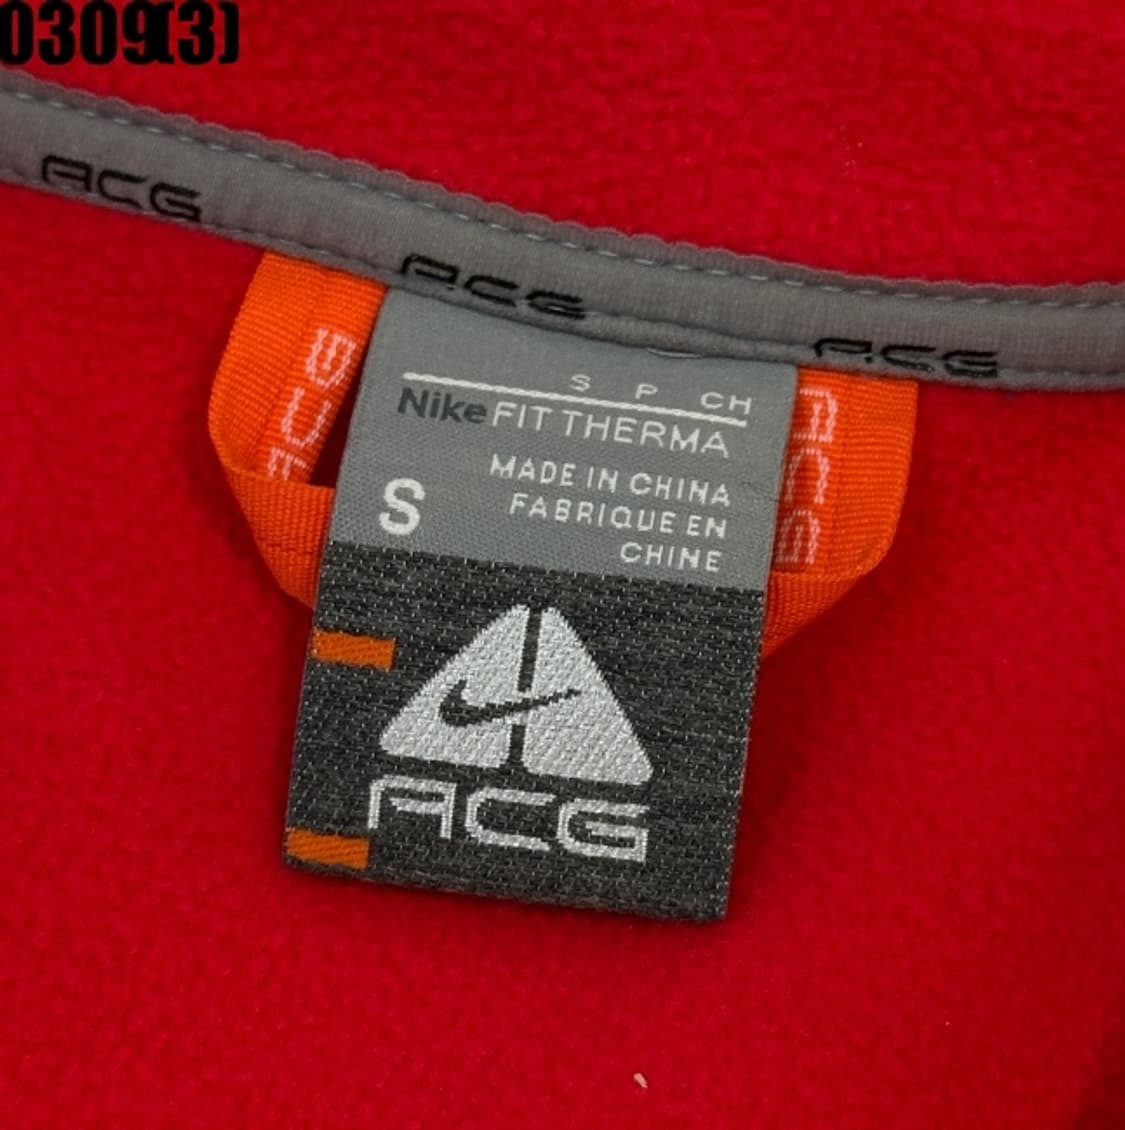 0309(3)
ACG
ACG
ACG
S P CH
Nike FIT THERMA
MADE IN CHINA
S
FABRIQUE EN
CHINE
ACG